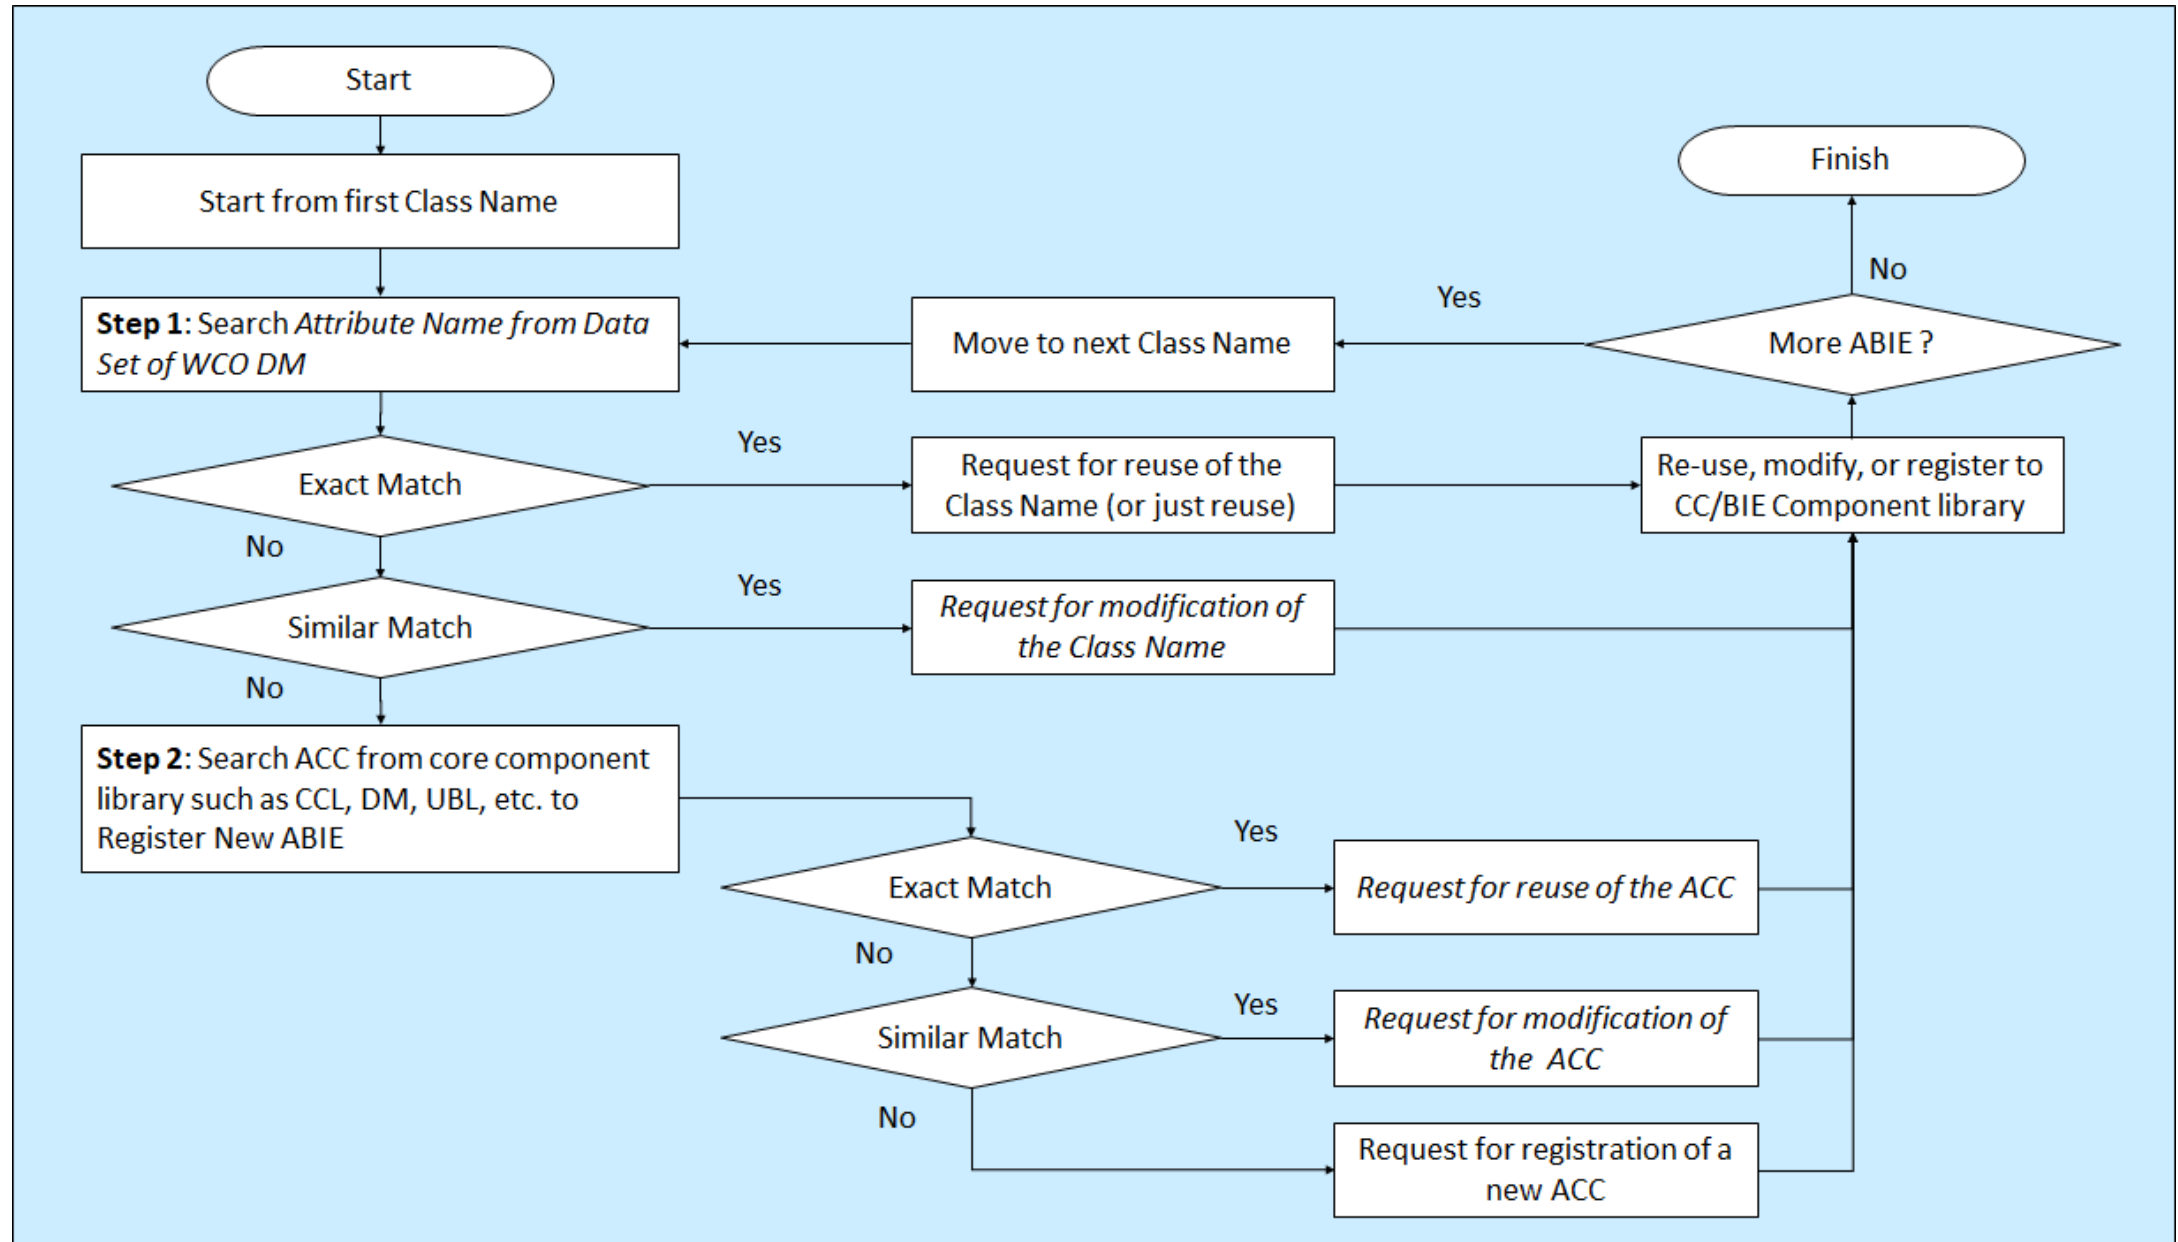 Start
Start from first Class Name
Finish
No
Yes
Step 1: Search Attribute Name from Data
Set of WCO DM
Move to next Class Name
More ABIE ?
Yes
Exact Match
Request for reuse of the
Class Name (or just reuse)
Re-use, modify, or register to
CC/BIE Component library
No
Yes
Similar Match
Request for modification of
the Class Name
No
Step 2: Search ACC from core component
library such as CCL, DM, UBL, etc. to
Register New ABIE
Yes
Exact Match
Request for reuse of the ACC
No
Yes
Similar Match
Request for modification of
the ACC
No
Request for registration of a
new ACC